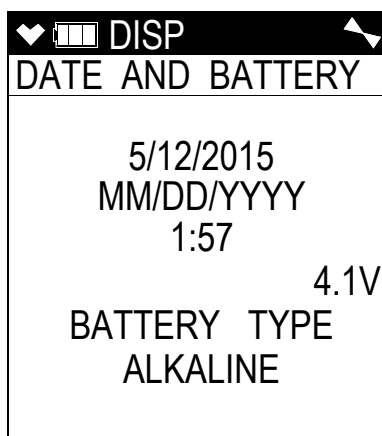 DISP
DATE AND BATTERY
5/12/2015
MM/DD/YYYY
1:57
4.1V
BATTERY TYPE
ALKALINE